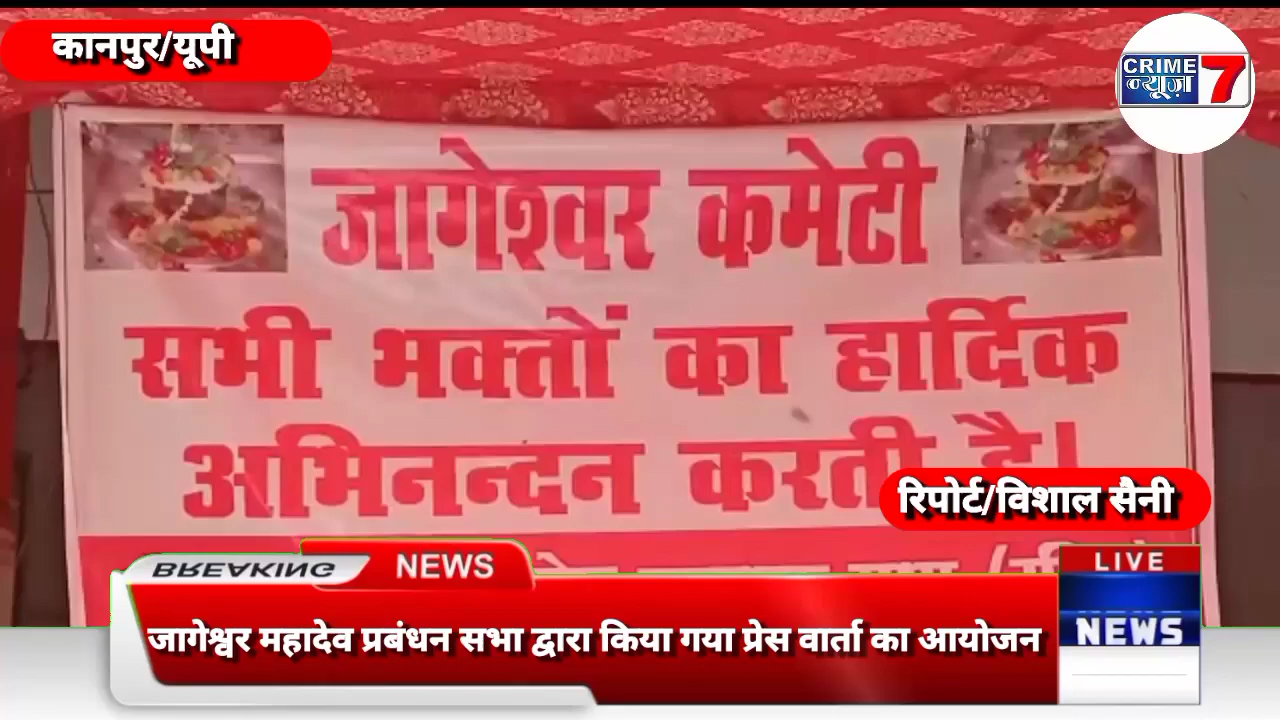 कानपुर/यूपी
CRIME
न्यूज़ 7
जागेश्वर कमेटी
सभी भक्तों का हार्दिक
अभिनन्दन करती है।
रिपोर्ट/विशाल सैनी
BREAKING NEWS
LIVE
NEWS
जागेश्वर महादेव प्रबंधन सभा द्वारा किया गया प्रेस वार्ता का आयोजन